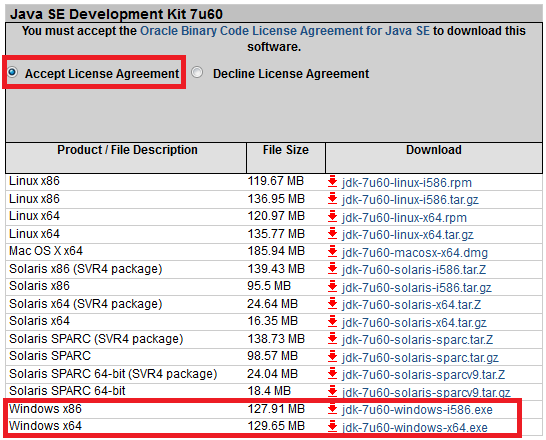 Java SE Development Kit 7u60
You must accept the Oracle Binary Code License Agreement for Java SE to download this
software.
Accept License Agreement Decline License Agreement
Product / File Description File Size Download
Linux x86 119.67 MB jdk-7u60-linux-i586.rpm
Linux x86 136.95 MB jdk-7u60-linux-i586.tar.gz
Linux x64 120.97 MB jdk-7u60-linux-x64.rpm
Linux x64 135.77 MB jdk-7u60-linux-x64.tar.gz
Mac OS X x64 185.94 MB jdk-7u60-macosx-x64.dmg
Solaris x86 (SVR4 package) 139.43 MB jdk-7u60-solaris-i586.tar.Z
Solaris x86 95.5 MB jdk-7u60-solaris-i586.tar.gz
Solaris x64 (SVR4 package) 24.64 MB jdk-7u60-solaris-x64.tar.Z
Solaris x64 16.35 MB jdk-7u60-solaris-x64.tar.gz
Solaris SPARC (SVR4 package) 138.73 MB jdk-7u60-solaris-sparc.tar.Z
Solaris SPARC 98.57 MB jdk-7u60-solaris-sparc.tar.gz
Solaris SPARC 64-bit (SVR4 package) 24.04 MB jdk-7u60-solaris-sparcv9.tar.Z
Solaris SPARC 64-bit 18.4 MB jdk-7u60-solaris-sparcv9.tar.gz
Windows x86 127.91 MB jdk-7u60-windows-i586.exe
Windows x64 129.65 MB jdk-7u60-windows-x64.exe